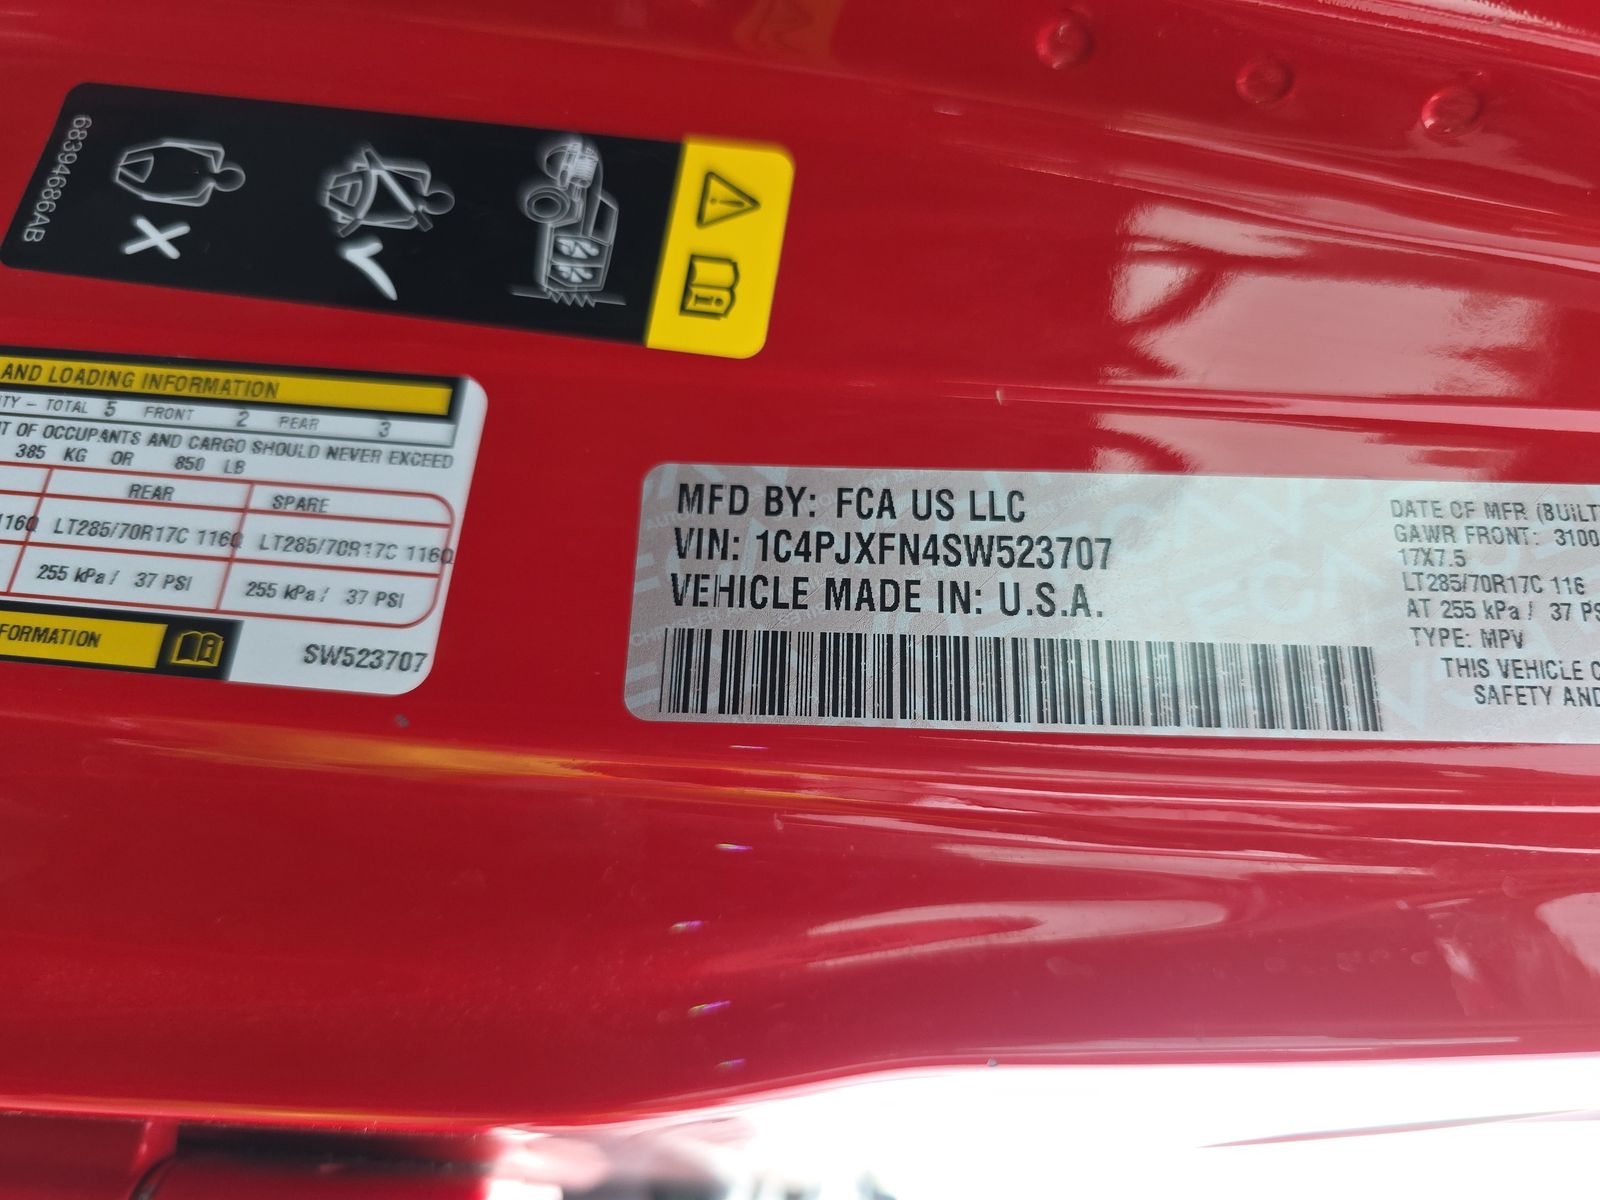 68394686AB
AND LOADING INFORMATION
TY – TOTAL 5 FRONT 2 REAR 3
T OF OCCUPANTS AND CARGO SHOULD NEVER EXCEED
385 KG OR 850 LB
REAR SPARE
116Q LT285/70R17C 116Q LT285/70R17C 116Q
255 kPa / 37 PSI 255 kPa / 37 PSI
FORMATION
SW523707
MFD BY: FCA US LLC
VIN: 1C4PJXFN4SW523707
VEHICLE MADE IN: U.S.A.
DATE OF MFR (BUILT
GAWR FRONT: 3100
17X7.5
LT285/70R17C 116
AT 255 kPa / 37 PS
TYPE: MPV
THIS VEHICLE C
SAFETY AND